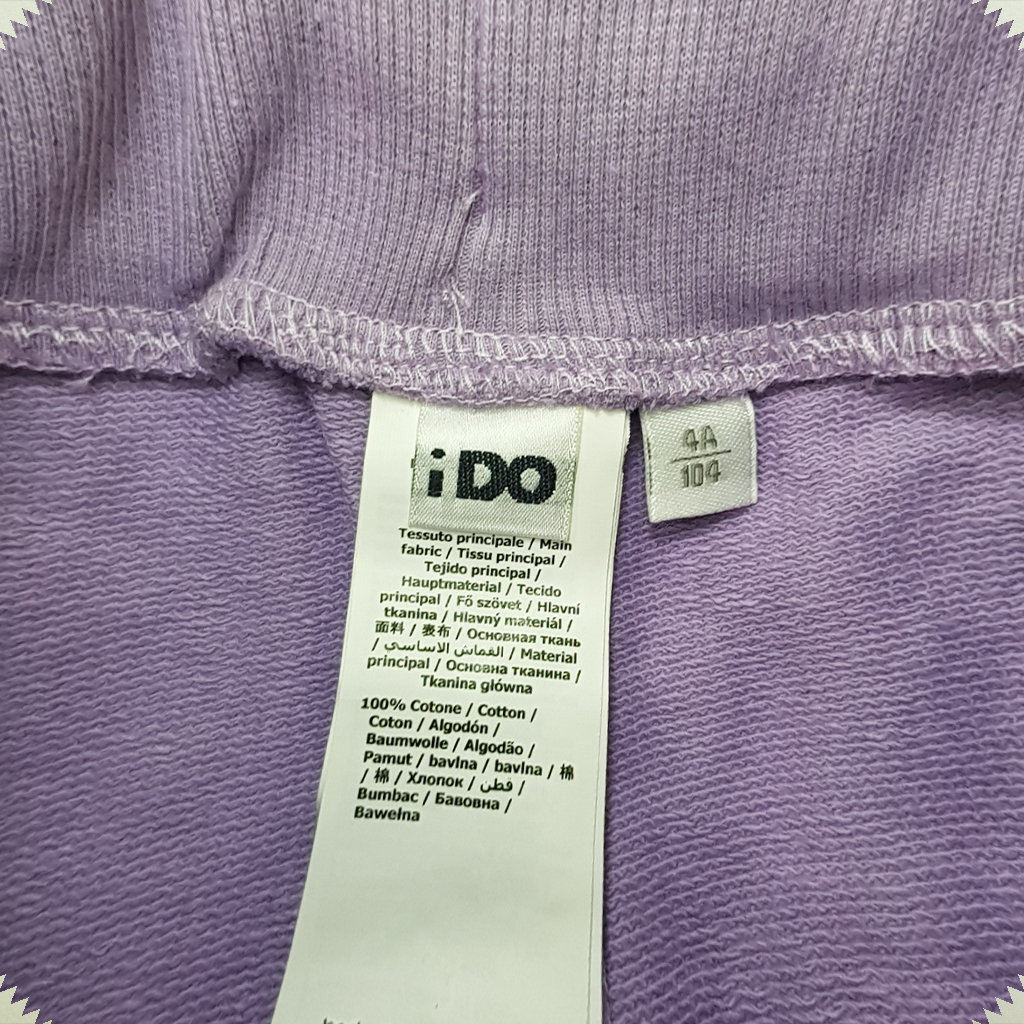 iDO
4A
104
Tessuto principale / Main
fabric / Tissu principal /
Tejido principal /
Hauptmaterial / Tecido
principal / Fő szövet / Hlavní
tkanina / Hlavný materiál /
面料 / 表布 / Основная ткань
/ القماش الاساسي / Material
principal / Основна тканина /
Tkanina główna
100% Cotone / Cotton /
Coton / Algodón /
Baumwolle / Algodão /
Pamut / bavlna / bavlna / 棉
/ 棉 / Хлопок / قطن /
Bumbac / Бавовна /
Bawełna